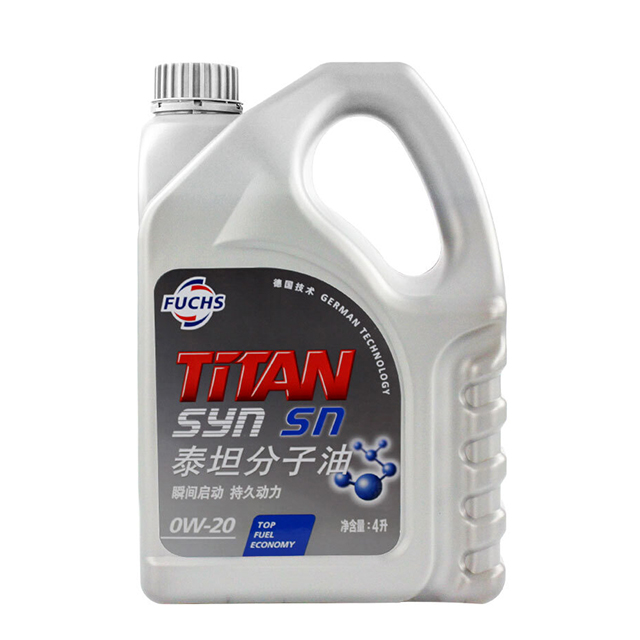 FUCHS
德国技术 GERMAN TECHNOLOGY
TiTAN
SYN SN
泰坦分子油
瞬间启动 持久动力
0W-20
TOP
FUEL
ECONOMY
净含量:4升